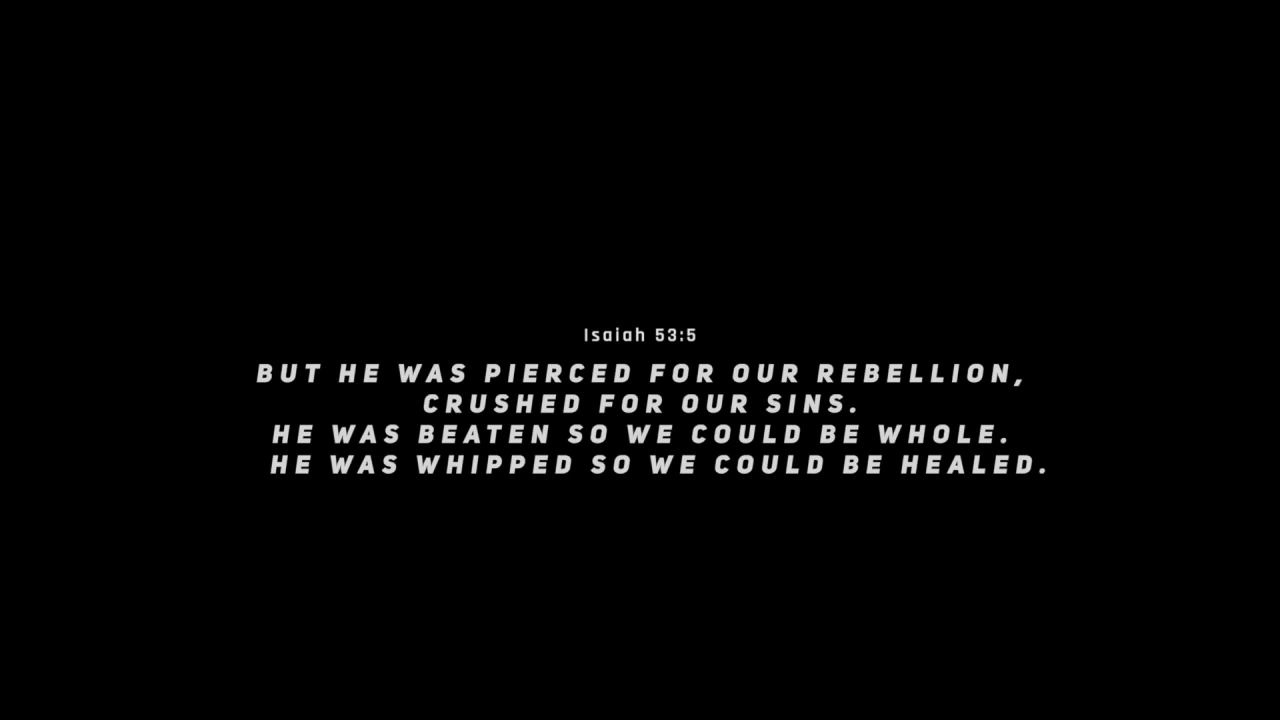 Isaiah 53:5
BUT HE WAS PIERCED FOR OUR REBELLION,
CRUSHED FOR OUR SINS.
HE WAS BEATEN SO WE COULD BE WHOLE.
HE WAS WHIPPED SO WE COULD BE HEALED.